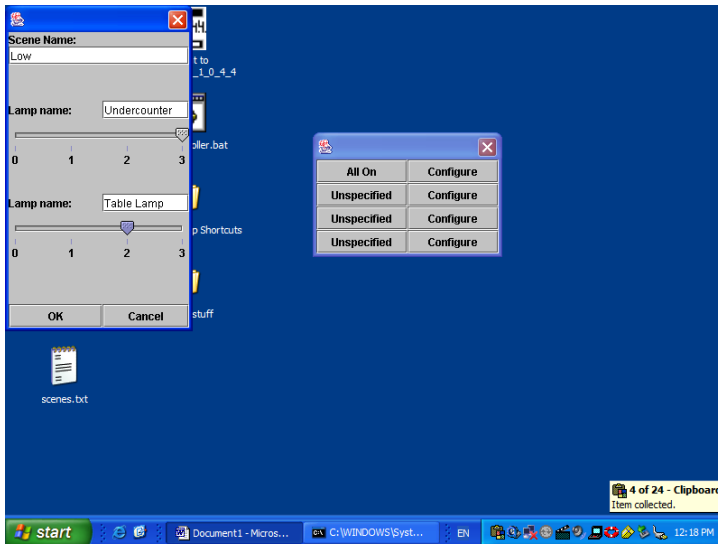 Scene Name:
Low
Lamp name:
Undercounter
0 1 2 3
Lamp name:
Table Lamp
0 1 2 3
OK
Cancel
t to
_1_0_4_4
oller.bat
p Shortcuts
stuff
scenes.txt
All On Configure
Unspecified Configure
Unspecified Configure
Unspecified Configure
4 of 24 - Clipboard
Item collected.
start
Document1 - Micros...
C:\WINDOWS\Syst...
EN
12:18 PM